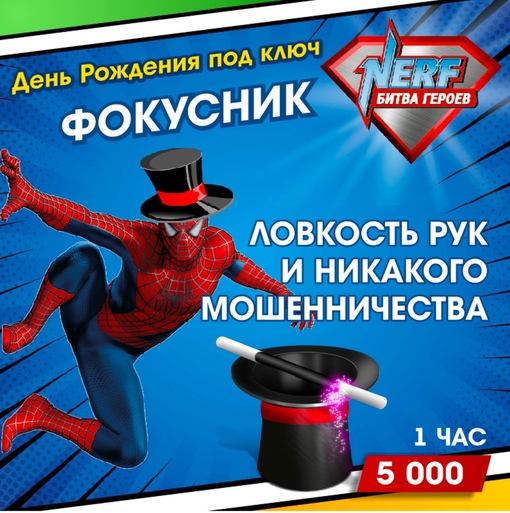 День Рождения под ключ
ФОКУСНИК
NERF
БИТВА ГЕРОЕВ
ЛОВКОСТЬ РУК
И НИКАКОГО
МОШЕННИЧЕСТВА
1 ЧАС
5 000